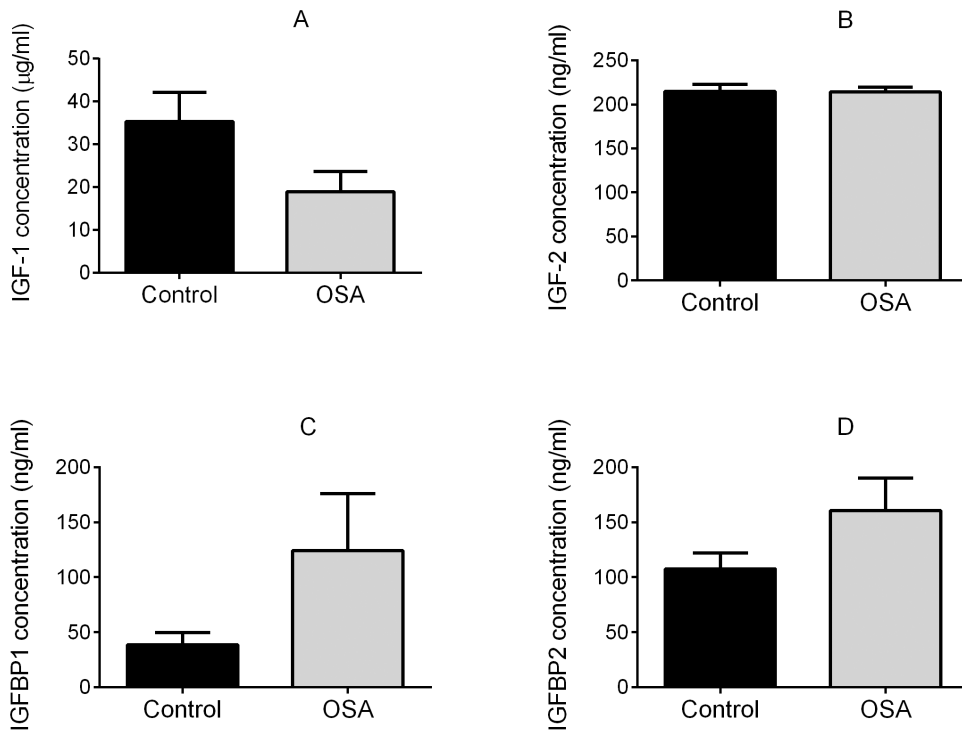 A
IGF-1 concentration (μg/ml)
50
40
30
20
10
0
Control OSA
B
IGF-2 concentration (ng/ml)
250
200
150
100
50
0
Control OSA
C
IGFBP1 concentration (ng/ml)
200
150
100
50
0
Control OSA
D
IGFBP2 concentration (ng/ml)
200
150
100
50
0
Control OSA